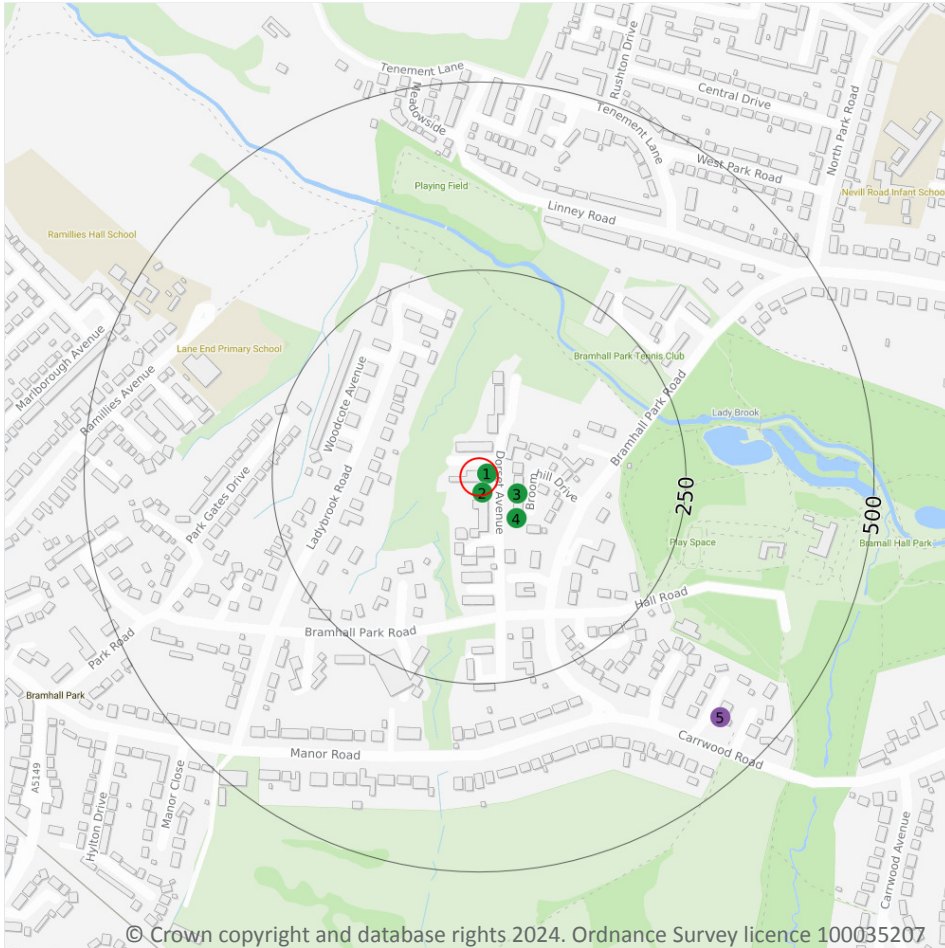 Tenement Lane
Rushton Drive
Central Drive
Meadowside
Tenement Lane
North Park Road
West Park Road
Playing Field
Nevill Road Infant School
Linney Road
Ramillies Hall School
Marlborough Avenue
Ramillies Avenue
Lane End Primary School
Woodcote Avenue
Bramhall Park Tennis Club
Bramhall Park Road
Lady Brook
Park Gates Drive
Ladybrook Road
Dorset Avenue
Broom
hill Drive
1
2
3
4
250
500
Play Space
Bramall Hall Park
Hall Road
Bramhall Park Road
Park Road
Bramhall Park
5
Carrwood Road
Manor Road
A5149
Manor Close
Hylton Drive
Carrwood Avenue
© Crown copyright and database rights 2024. Ordnance Survey licence 100035207